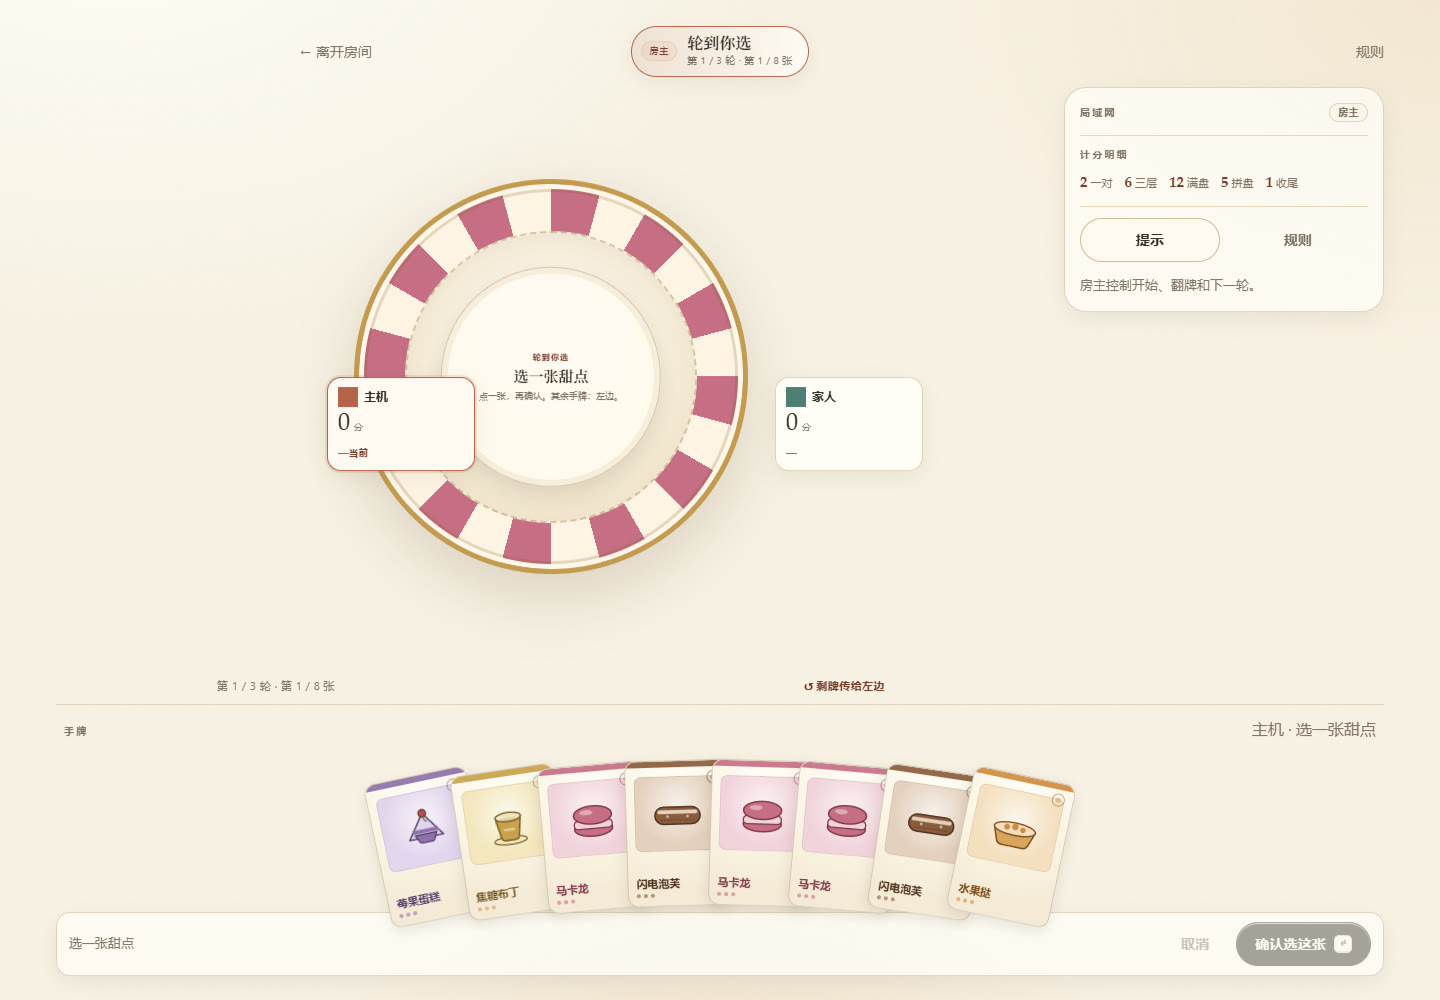 ← 离开房间
房主
轮到你选
第 1 / 3 轮 · 第 1 / 8 张
规则
局域网
房主
计分明细
2 一对 6 三层 12 满盘 5 拼盘 1 收尾
提示
规则
房主控制开始、翻牌和下一轮。
轮到你选
选一张甜点
点一张，再确认。其余手牌：左边。
主机
0 分
—当前
家人
0 分
—
第 1 / 3 轮 · 第 1 / 8 张
↺ 剩牌传给左边
手牌
主机 · 选一张甜点
莓果蛋糕
焦糖布丁
马卡龙
闪电泡芙
马卡龙
马卡龙
闪电泡芙
水果挞
选一张甜点
取消
确认选这张